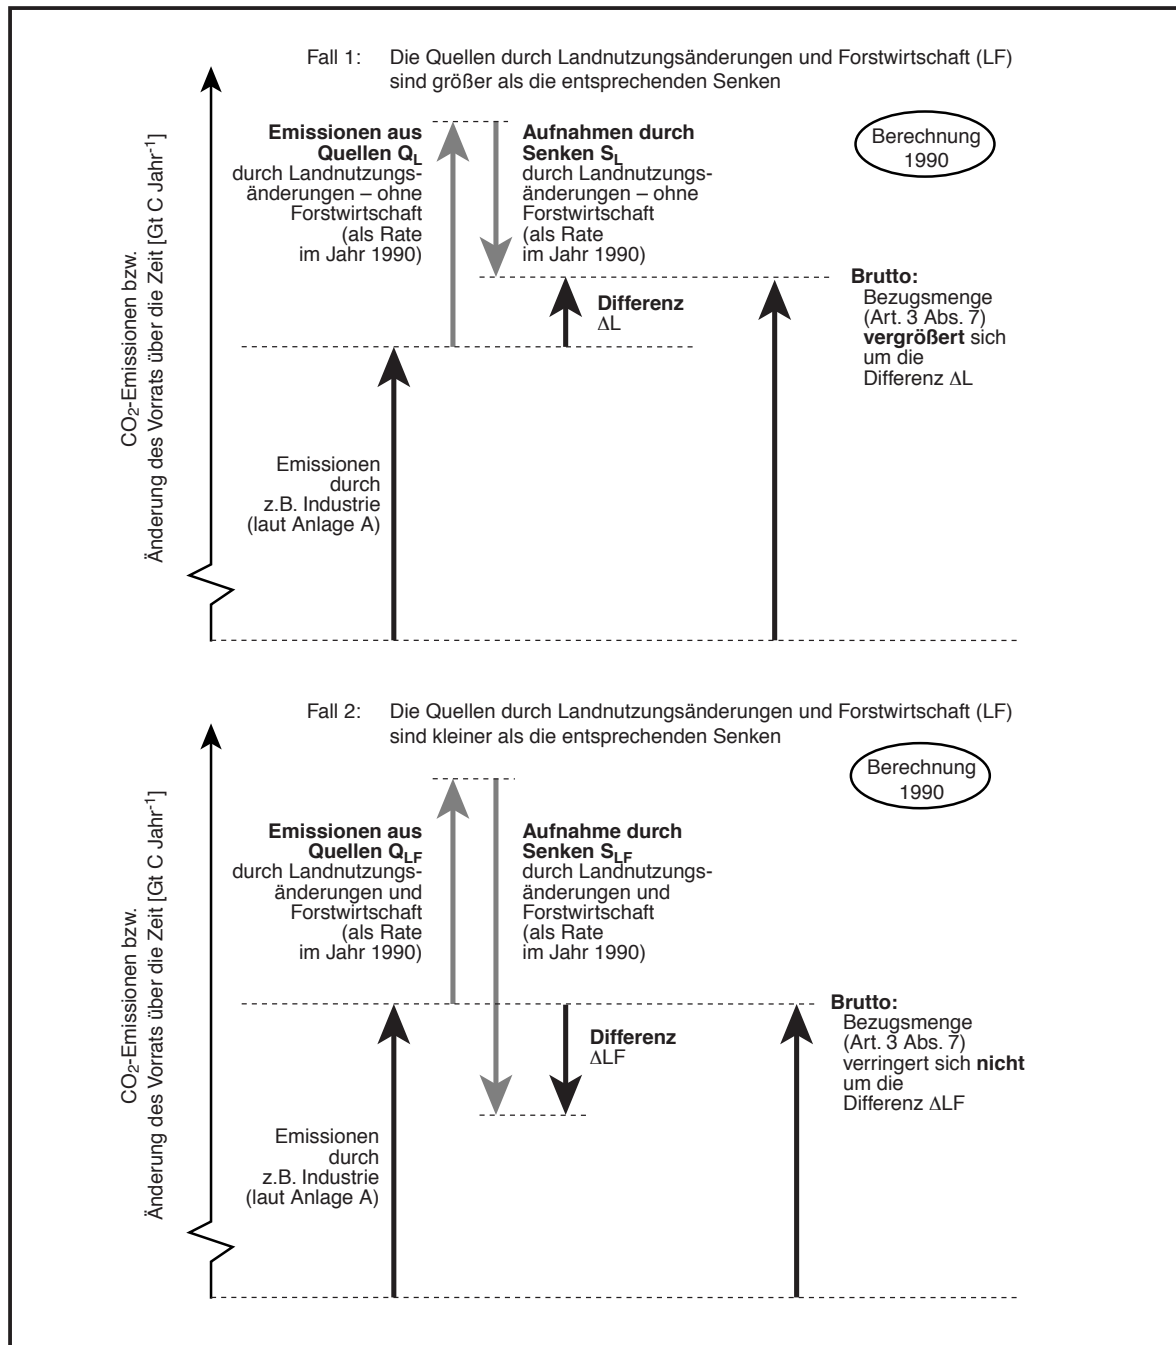 Fall 1: Die Quellen durch Landnutzungsänderungen und Forstwirtschaft (LF)
sind größer als die entsprechenden Senken
Berechnung
1990
CO₂-Emissionen bzw.
Änderung des Vorrats über die Zeit [Gt C Jahr⁻¹]
Emissionen aus
Quellen Q_L
durch Landnutzungs-
änderungen – ohne
Forstwirtschaft
(als Rate
im Jahr 1990)
Aufnahmen durch
Senken S_L
durch Landnutzungs-
änderungen – ohne
Forstwirtschaft
(als Rate
im Jahr 1990)
Differenz
ΔL
Brutto:
Bezugsmenge
(Art. 3 Abs. 7)
vergrößert sich
um die
Differenz ΔL
Emissionen
durch
z.B. Industrie
(laut Anlage A)
Fall 2: Die Quellen durch Landnutzungsänderungen und Forstwirtschaft (LF)
sind kleiner als die entsprechenden Senken
Berechnung
1990
CO₂-Emissionen bzw.
Änderung des Vorrats über die Zeit [Gt C Jahr⁻¹]
Emissionen aus
Quellen Q_LF
durch Landnutzungs-
änderungen und
Forstwirtschaft
(als Rate
im Jahr 1990)
Aufnahme durch
Senken S_LF
durch Landnutzungs-
änderungen und
Forstwirtschaft
(als Rate
im Jahr 1990)
Differenz
ΔLF
Brutto:
Bezugsmenge
(Art. 3 Abs. 7)
verringert sich nicht
um die
Differenz ΔLF
Emissionen
durch
z.B. Industrie
(laut Anlage A)